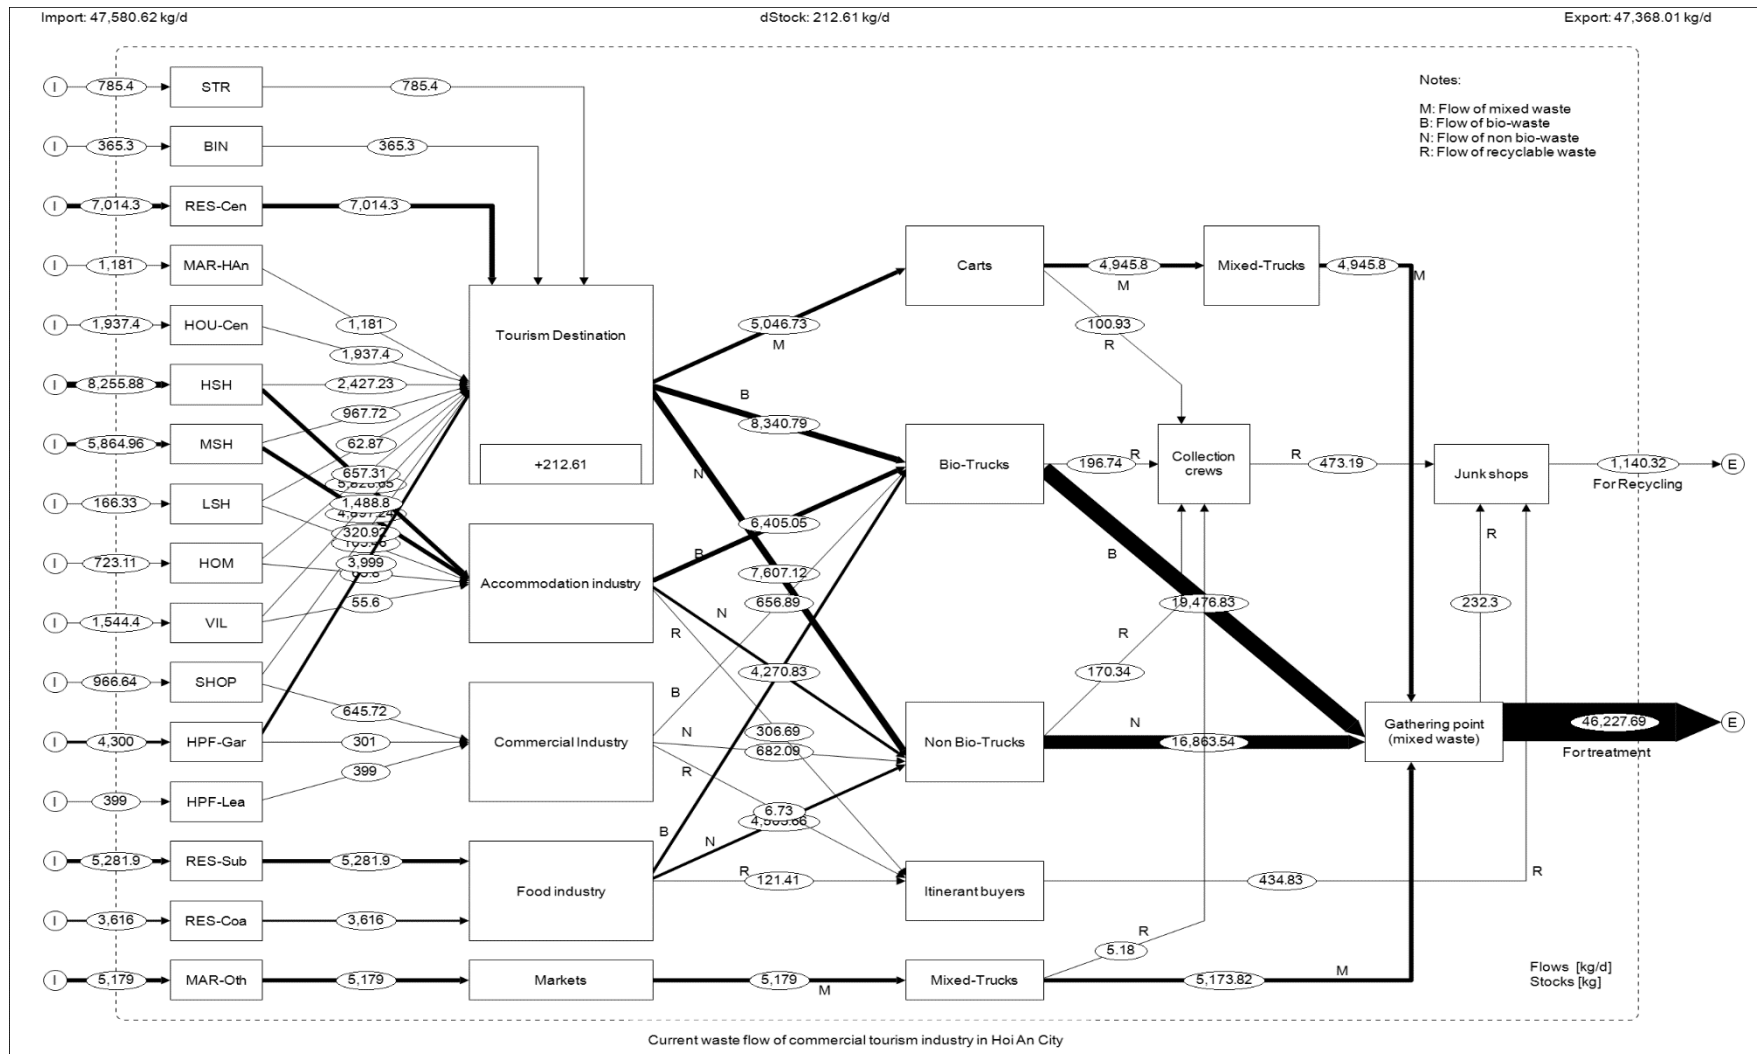 Import: 47,580.62 kg/d
dStock: 212.61 kg/d
Export: 47,368.01 kg/d
Notes:
M: Flow of mixed waste
B: Flow of bio-waste
N: Flow of non bio-waste
R: Flow of recyclable waste
I 785.4 STR 785.4
I 365.3 BIN 365.3
I 7,014.3 RES-Cen 7,014.3
I 1,181 MAR-HAn 1,181
I 1,937.4 HOU-Cen 1,937.4
I 8,255.88 HSH 2,427.23
I 5,864.96 MSH 967.72
I 166.33 LSH 62.87
I 723.11 HOM 657.31
I 1,544.4 VIL 1,488.8
55.6
I 966.64 SHOP 320.92
645.72
I 4,300 HPF-Gar 3,999
301
I 399 HPF-Lea 399
I 5,281.9 RES-Sub 5,281.9
I 3,616 RES-Coa 3,616
I 5,179 MAR-Oth 5,179
Tourism Destination
+212.61
Accommodation industry
Commercial Industry
Food industry
Markets
5,046.73
M
B
8,340.79
N
7,607.12
6,405.05
B
N
4,270.83
R
306.69
656.89
B
N
682.09
R
6.73
B
N
R
121.41
5,179
M
Carts
4,945.8
M
Mixed-Trucks
4,945.8
M
100.93
R
Bio-Trucks
196.74
R
Collection
crews
R
473.19
Junk shops
1,140.32
For Recycling
E
B
19,476.83
R
170.34
Non Bio-Trucks
N
16,863.54
R
232.3
Gathering point
(mixed waste)
46,227.69
For treatment
E
Itinerant buyers
434.83
R
Mixed-Trucks
R
5.18
5,173.82
M
Flows [kg/d]
Stocks [kg]
Current waste flow of commercial tourism industry in Hoi An City